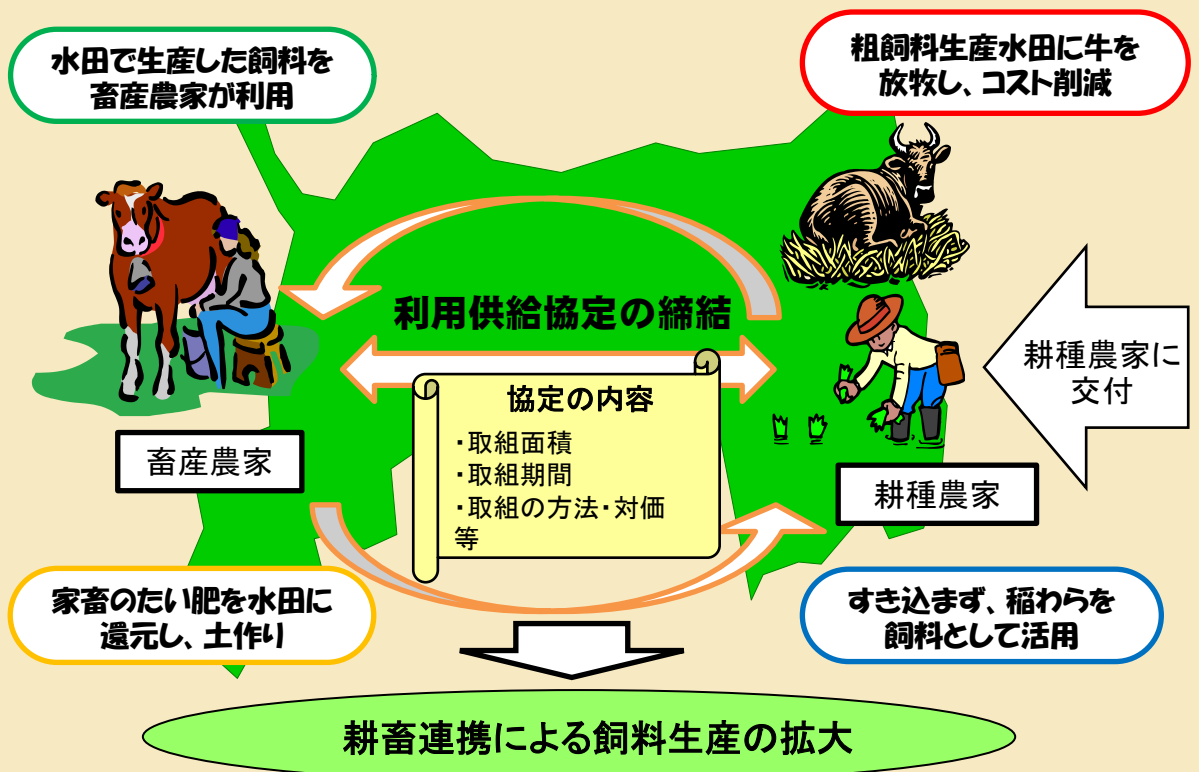 水田で生産した飼料を
畜産農家が利用
粗飼料生産水田に牛を
放牧し、コスト削減
利用供給協定の締結
協定の内容
・取組面積
・取組期間
・取組の方法・対価
等
耕種農家に
交付
畜産農家
耕種農家
家畜のたい肥を水田に
還元し、土作り
すき込まず、稲わらを
飼料として活用
耕畜連携による飼料生産の拡大